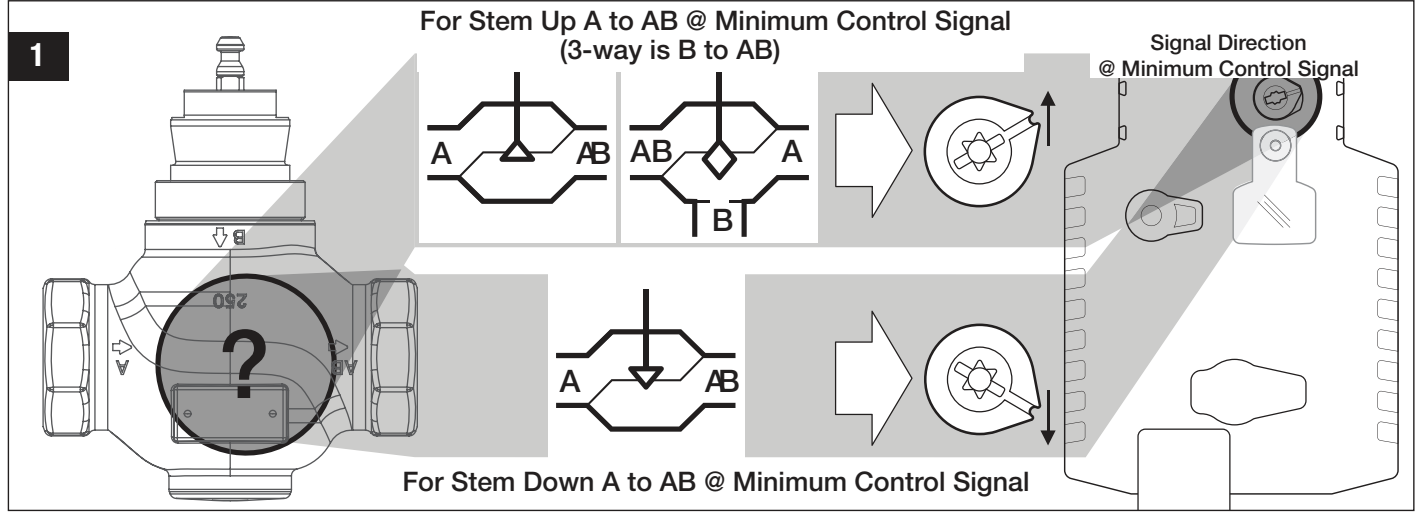 1
For Stem Up A to AB @ Minimum Control Signal
(3-way is B to AB)
Signal Direction
@ Minimum Control Signal
A
AB
AB
A
B
B
250
?
A
AB
A
AB
For Stem Down A to AB @ Minimum Control Signal